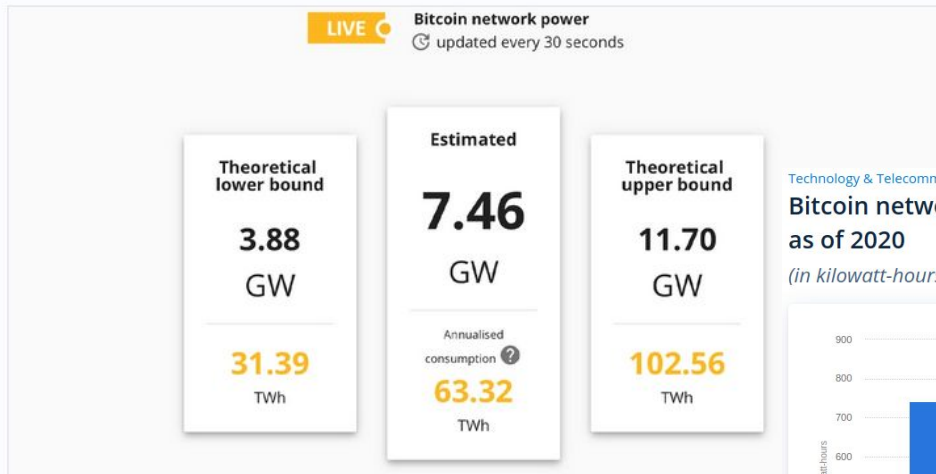 LIVE
Bitcoin network power
updated every 30 seconds
Theoretical
lower bound
3.88
GW
31.39
TWh
Estimated
7.46
GW
Annualised
consumption ?
63.32
TWh
Theoretical
upper bound
11.70
GW
102.56
TWh
Technology & Telecomm
Bitcoin netw
as of 2020
(in kilowatt-hour
900
800
700
600
att-hours